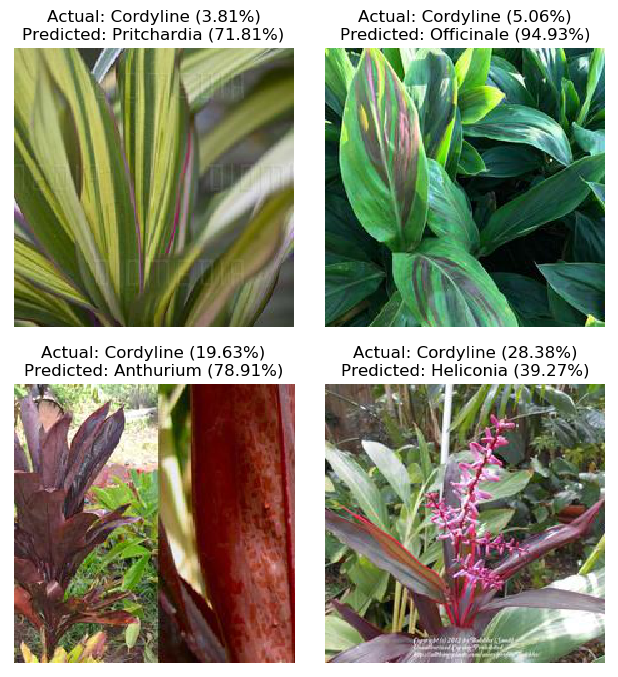 Actual: Cordyline (3.81%)
Predicted: Pritchardia (71.81%)
Actual: Cordyline (5.06%)
Predicted: Officinale (94.93%)
Actual: Cordyline (19.63%)
Predicted: Anthurium (78.91%)
Actual: Cordyline (28.38%)
Predicted: Heliconia (39.27%)